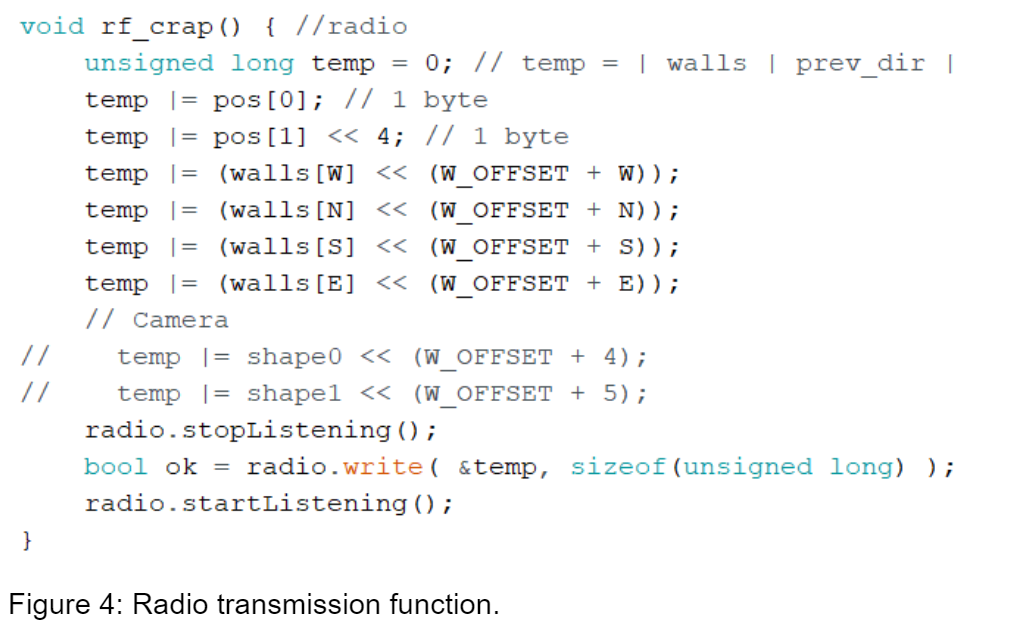 void rf_crap() { //radio
    unsigned long temp = 0; // temp = | walls | prev_dir |
    temp |= pos[0]; // 1 byte
    temp |= pos[1] << 4; // 1 byte
    temp |= (walls[W] << (W_OFFSET + W));
    temp |= (walls[N] << (W_OFFSET + N));
    temp |= (walls[S] << (W_OFFSET + S));
    temp |= (walls[E] << (W_OFFSET + E));
    // Camera
//    temp |= shape0 << (W_OFFSET + 4);
//    temp |= shape1 << (W_OFFSET + 5);
    radio.stopListening();
    bool ok = radio.write( &temp, sizeof(unsigned long) );
    radio.startListening();
}
Figure 4: Radio transmission function.